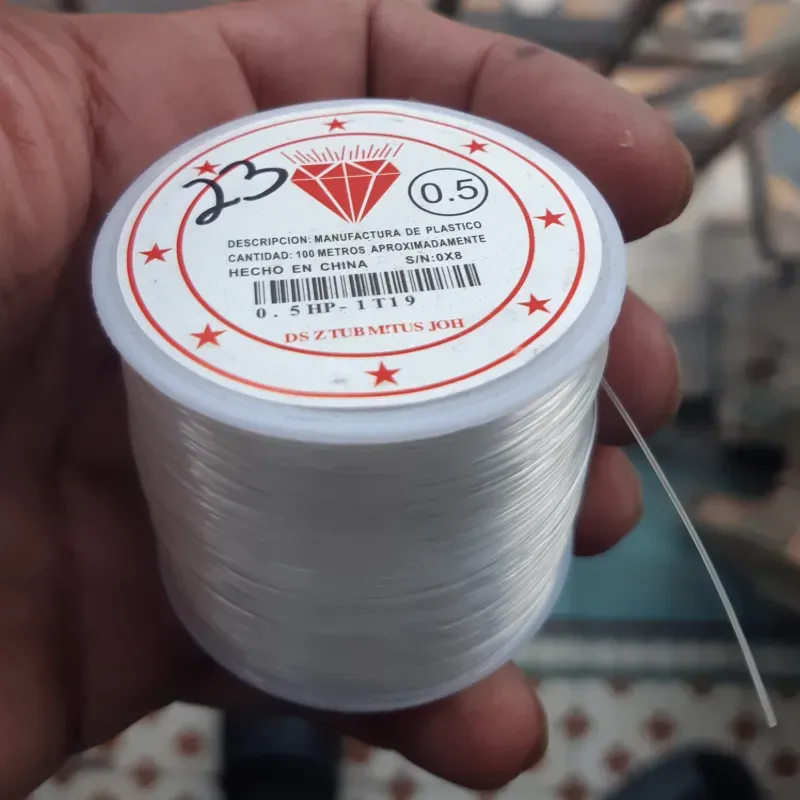 23
0.5
DESCRIPCION: MANUFACTURA DE PLASTICO
CANTIDAD: 100 METROS APROXIMADAMENTE
HECHO EN CHINA S/N:0X8
0.5HP-1T19
DS Z TUB M!TUS JOH